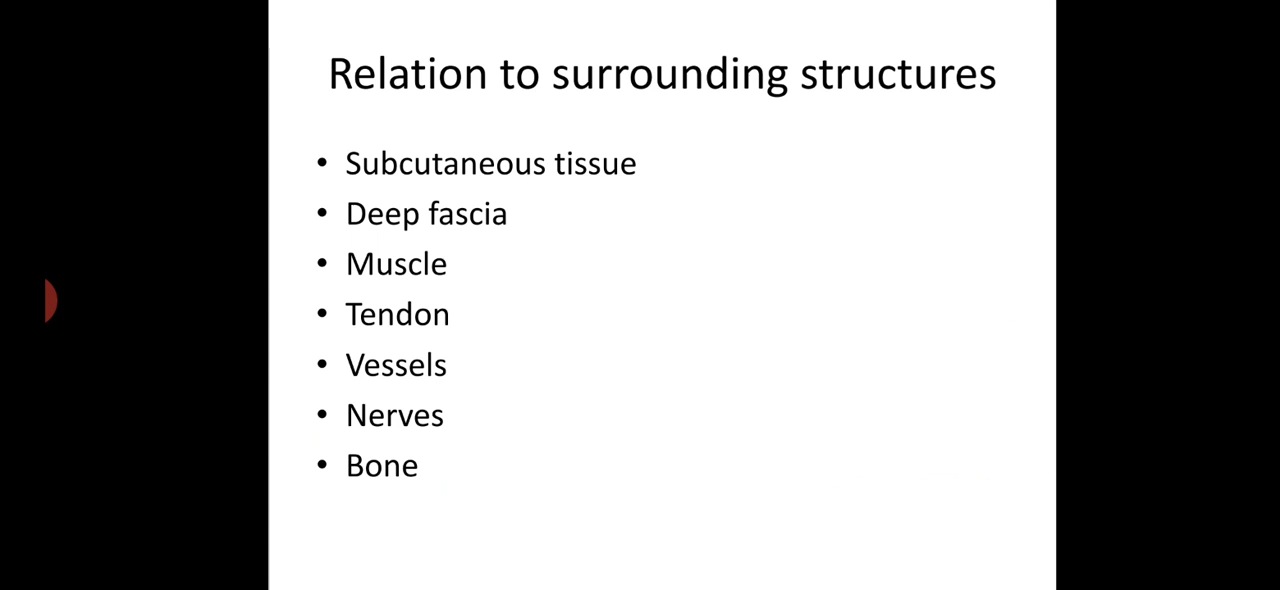 Relation to surrounding structures
• Subcutaneous tissue
• Deep fascia
• Muscle
• Tendon
• Vessels
• Nerves
• Bone